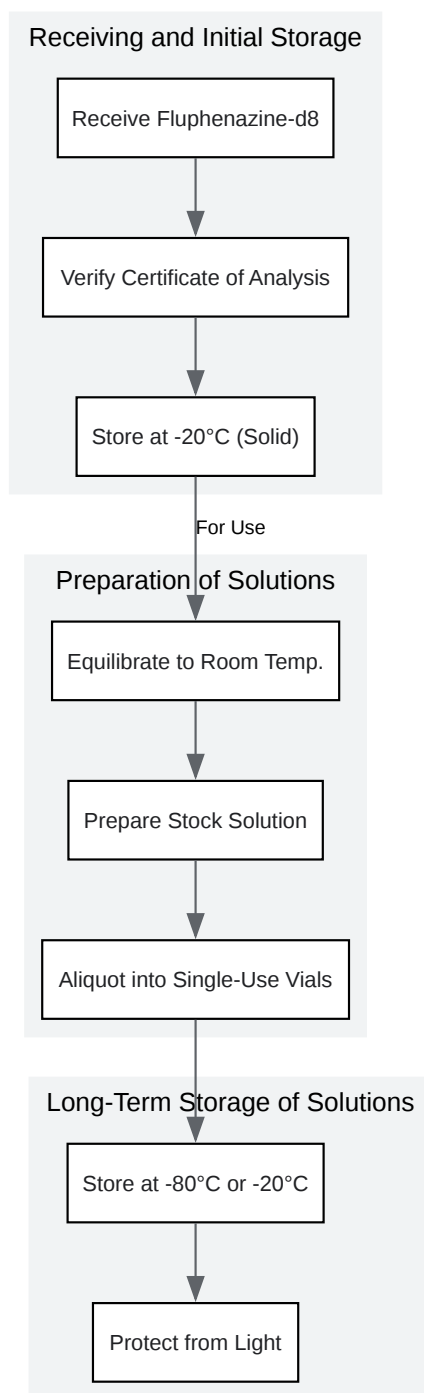 Receiving and Initial Storage
Receive Fluphenazine-d8
Verify Certificate of Analysis
Store at -20°C (Solid)
For Use
Preparation of Solutions
Equilibrate to Room Temp.
Prepare Stock Solution
Aliquot into Single-Use Vials
Long-Term Storage of Solutions
Store at -80°C or -20°C
Protect from Light